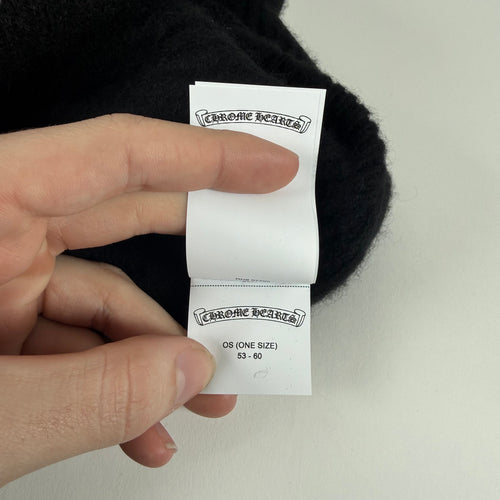 CHROME HEARTS
CHROME HEARTS
OS (ONE SIZE)
53 - 60